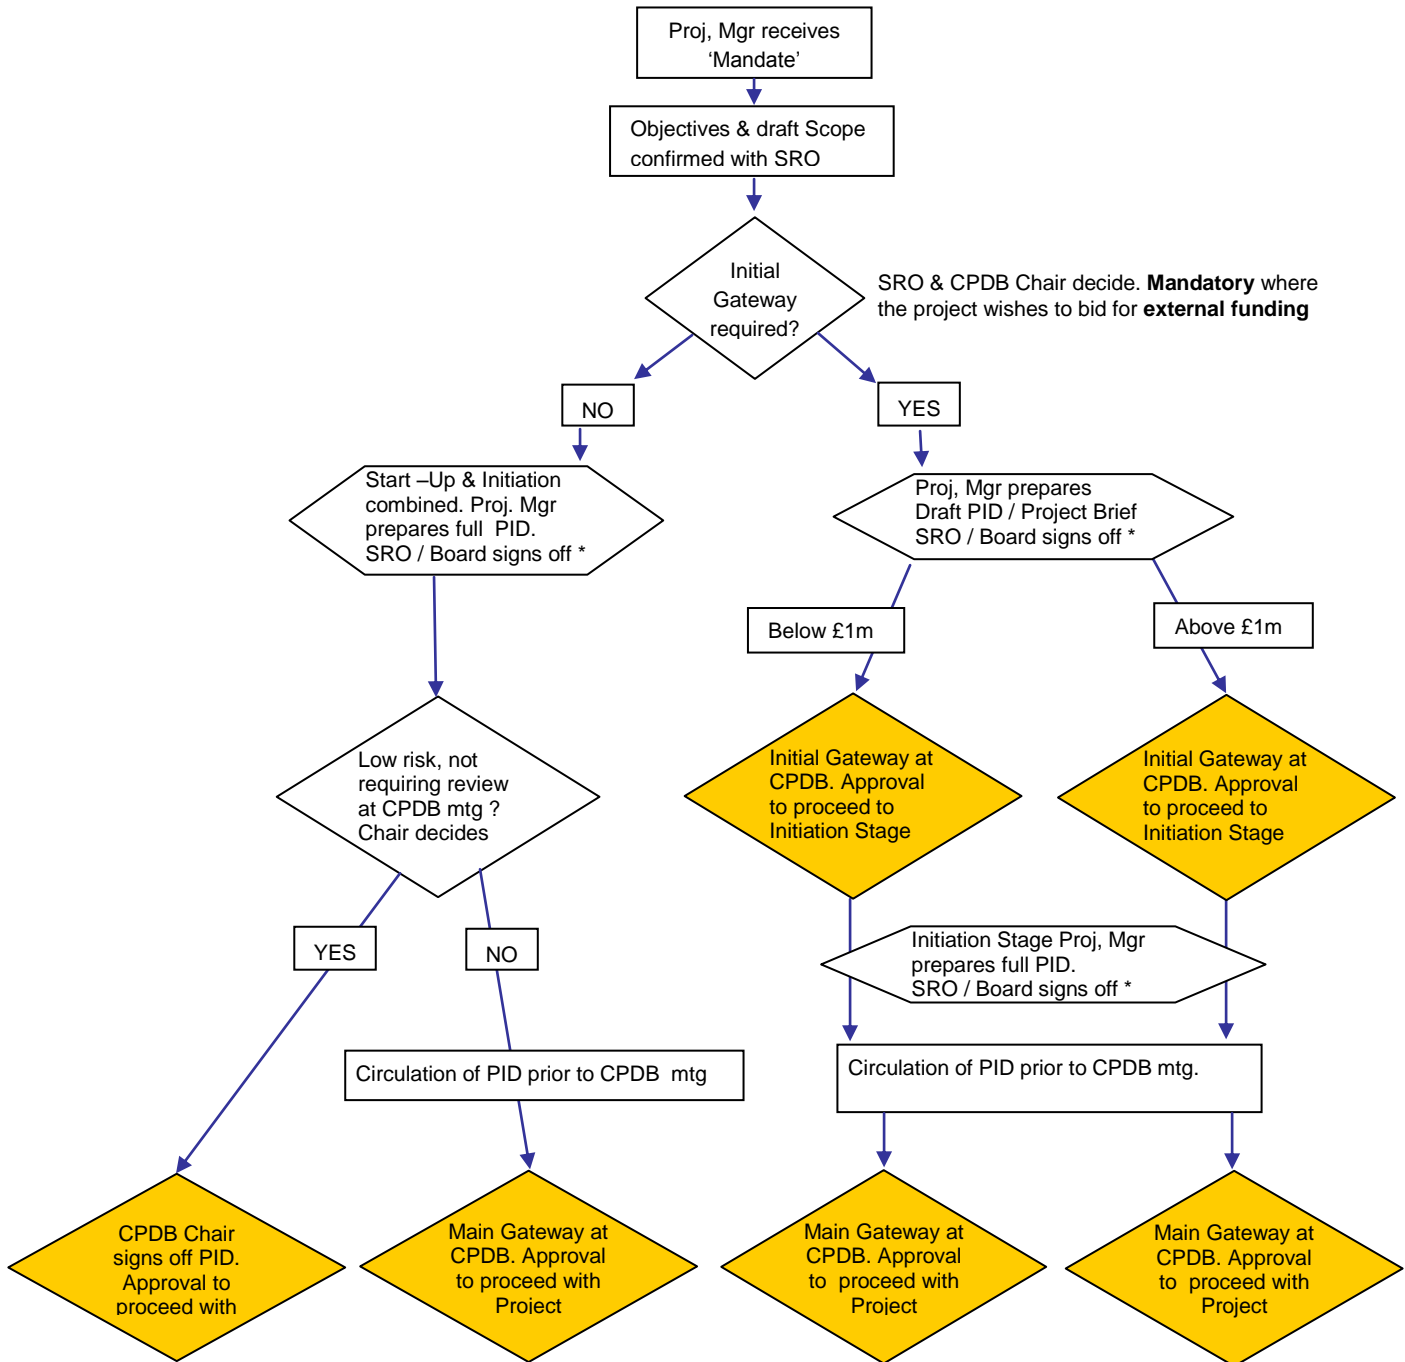 Proj, Mgr receives
‘Mandate’
Objectives & draft Scope
confirmed with SRO
Initial
Gateway
required?
SRO & CPDB Chair decide. Mandatory where
the project wishes to bid for external funding
NO
YES
Start –Up & Initiation
combined. Proj. Mgr
prepares full PID.
SRO / Board signs off *
Proj, Mgr prepares
Draft PID / Project Brief
SRO / Board signs off *
Below £1m
Above £1m
Low risk, not
requiring review
at CPDB mtg ?
Chair decides
Initial Gateway at
CPDB. Approval
to proceed to
Initiation Stage
Initial Gateway at
CPDB. Approval
to proceed to
Initiation Stage
YES
NO
Initiation Stage Proj, Mgr
prepares full PID.
SRO / Board signs off *
Circulation of PID prior to CPDB mtg
Circulation of PID prior to CPDB mtg.
CPDB Chair
signs off PID.
Approval to
proceed with
Main Gateway at
CPDB. Approval
to proceed with
Project
Main Gateway at
CPDB. Approval
to proceed with
Project
Main Gateway at
CPDB. Approval
to proceed with
Project